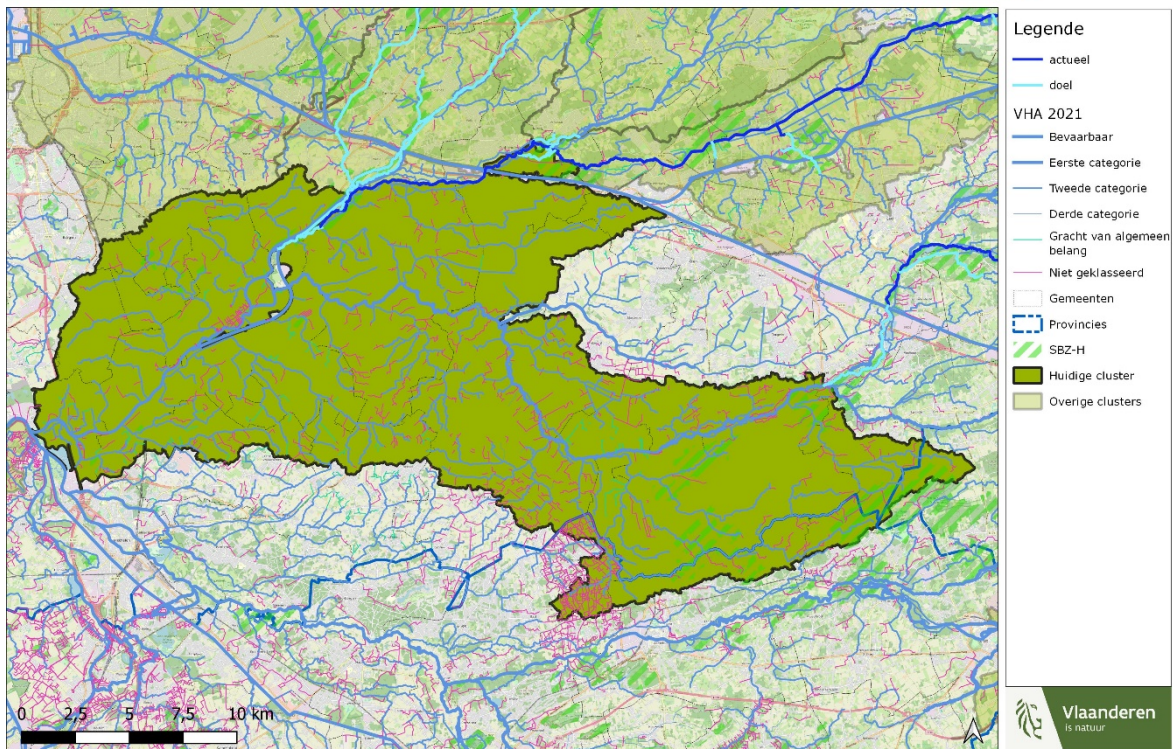 Legende
actueel
doel
VHA 2021
Bevaarbaar
Eerste categorie
Tweede categorie
Derde categorie
Gracht van algemeen
belang
Niet geklasseerd
Gemeenten
Provincies
SBZ-H
Huidige cluster
Overige clusters
0 2,5 5 7,5 10 km
Vlaanderen
is natuur